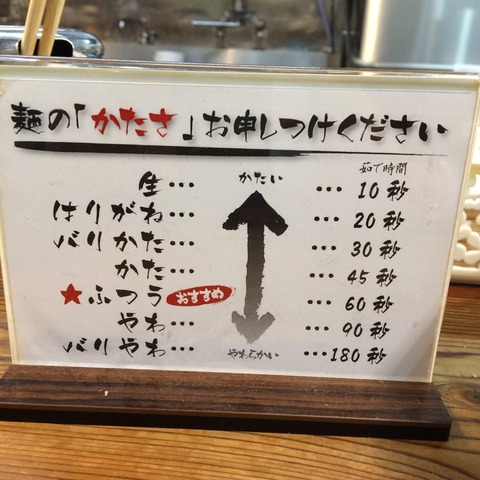 麺の「かたさ」お申しつけください
茹で時間
生… かたい …10秒
はりがね… …20秒
バリかた… …30秒
かた… …45秒
★ふつうおすすめ …60秒
やわ… …90秒
バリやわ… やわらかい …180秒